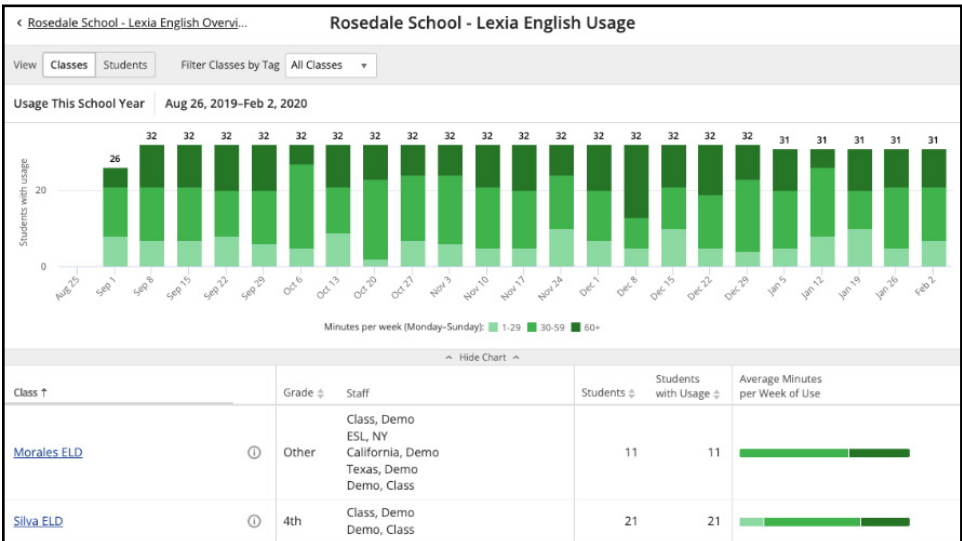 < Rosedale School - Lexia English Overvi...
Rosedale School - Lexia English Usage
View Classes Students Filter Classes by Tag All Classes
Usage This School Year Aug 26, 2019–Feb 2, 2020
26 32 32 32 32 32 32 32 32 32 32 32 32 32 32 32 32 32 31 31 31 31 31
Students with usage
20
0
Aug 25 Sep 1 Sep 8 Sep 15 Sep 22 Sep 29 Oct 6 Oct 13 Oct 20 Oct 27 Nov 3 Nov 10 Nov 17 Nov 24 Dec 1 Dec 8 Dec 15 Dec 22 Dec 29 Jan 5 Jan 12 Jan 19 Jan 26 Feb 2
Minutes per week (Monday–Sunday): 1-29 30-59 60+
Hide Chart
Class ↑ Grade Staff Students Students with Usage Average Minutes per Week of Use
Morales ELD Other
Class, Demo
ESL, NY
California, Demo
Texas, Demo
Demo, Class
11 11
Silva ELD 4th
Class, Demo
Demo, Class
21 21